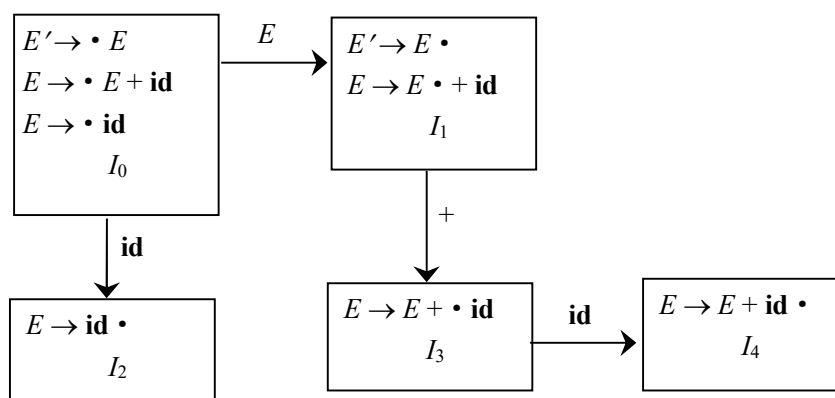 E′ → · E
E → · E + id
E → · id
I0
E
E′ → E ·
E → E · + id
I1
id
+
E → id ·
I2
E → E + · id
I3
id
E → E + id ·
I4